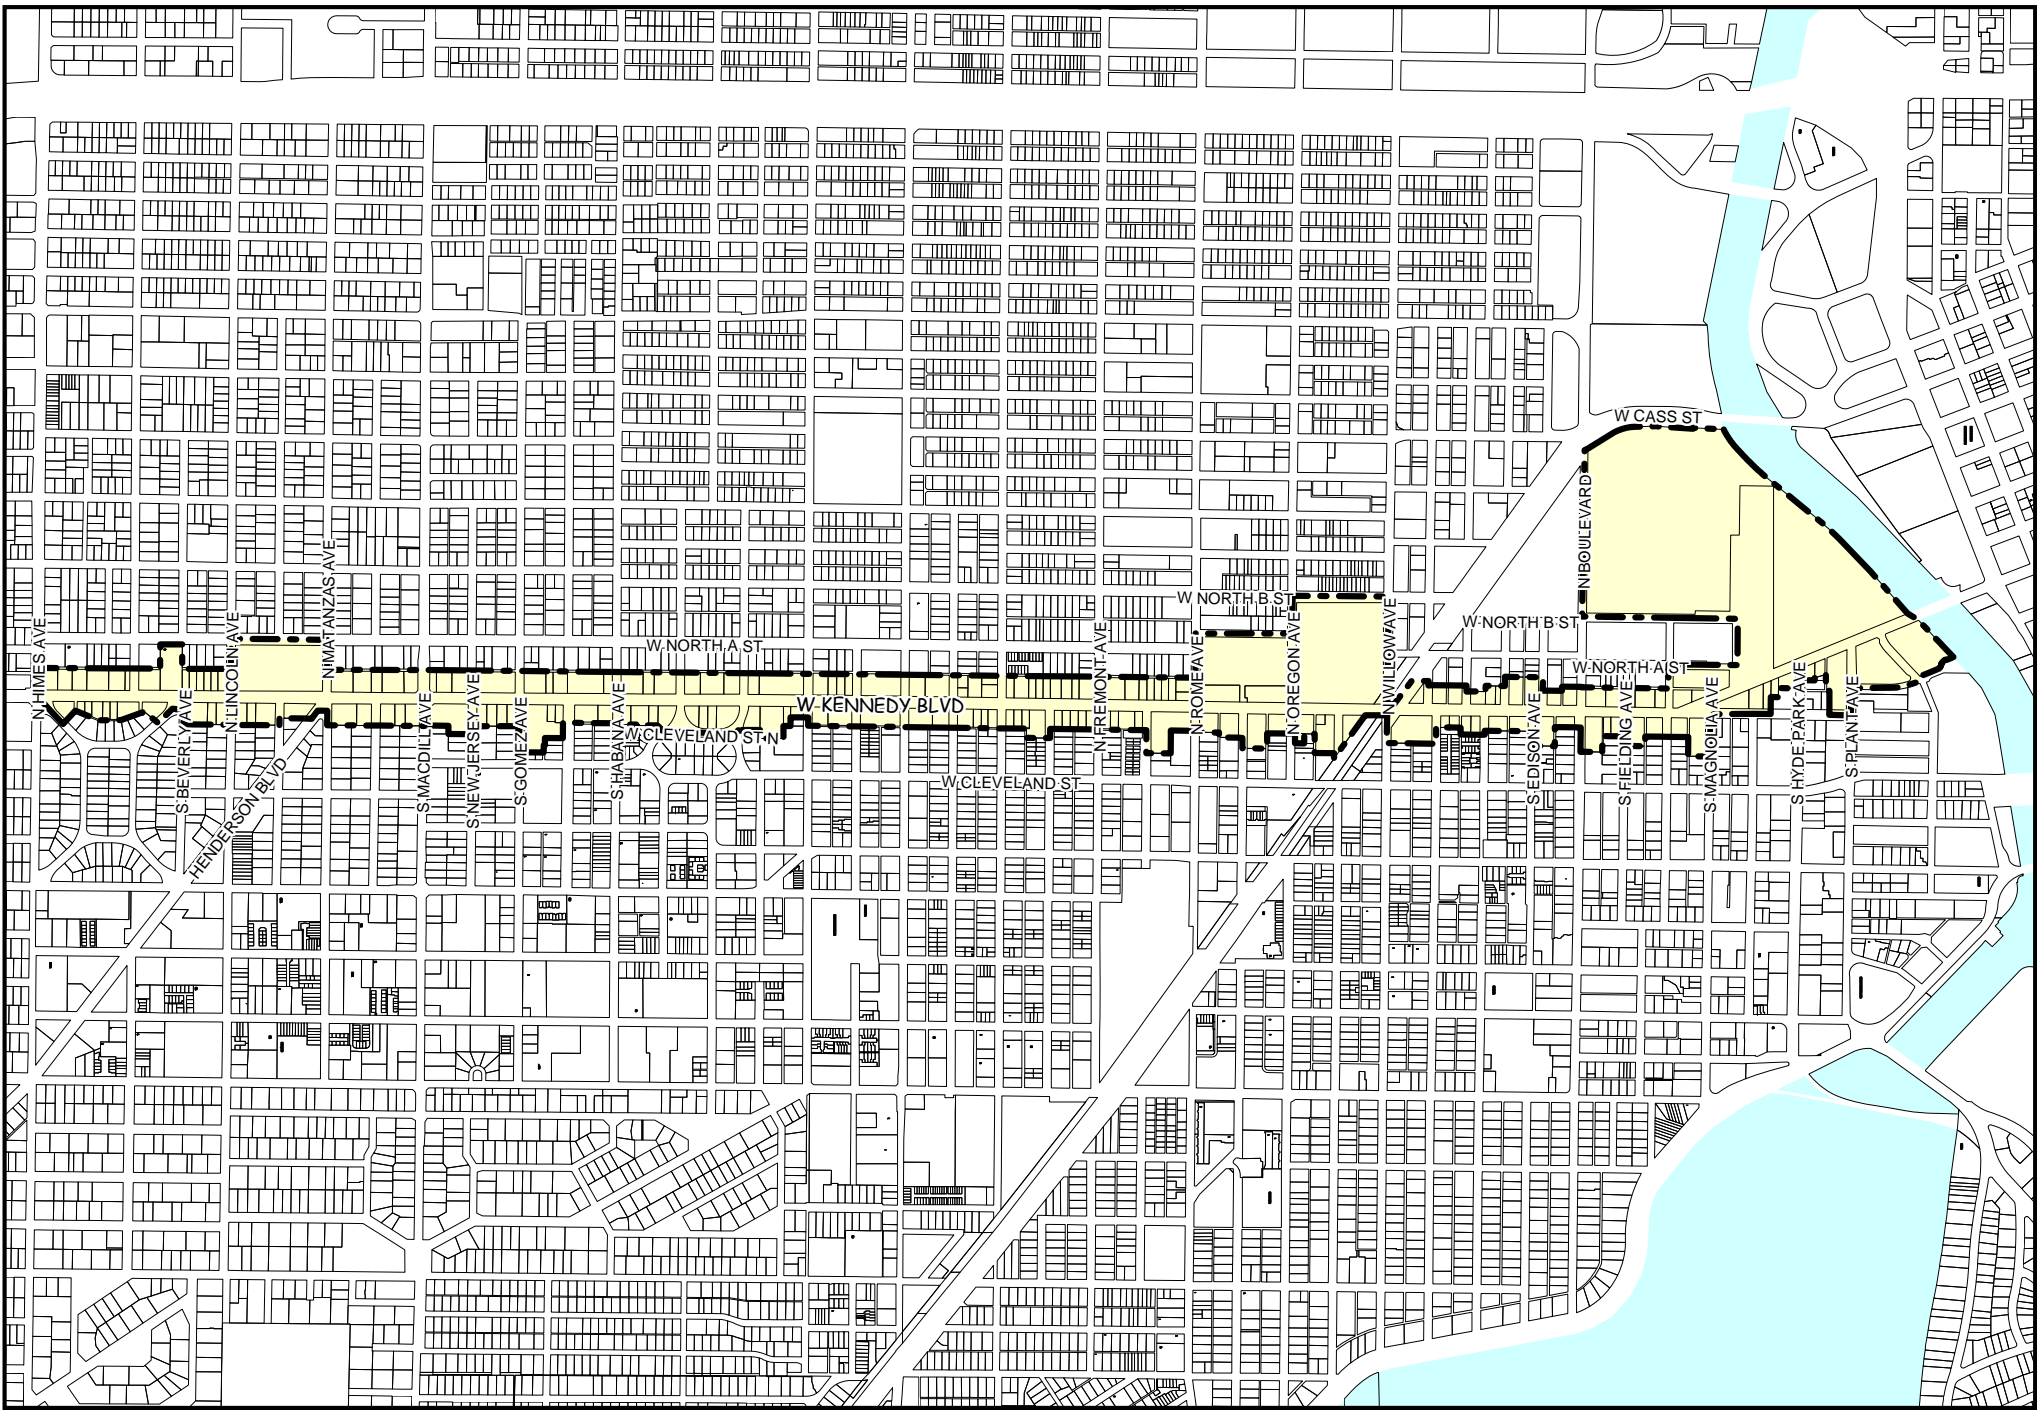 W CASS ST
N BOULEVARD
N MATANZAS AVE
W NORTH B ST
N WILLOW AVE
N LINCOLN AVE
N HIMES AVE
N OREGON AVE
W NORTH B ST
N FREMONT AVE
N ROME AVE
W NORTH A ST
W NORTH A ST
S BEVERLY AVE
S MACDILL AVE
S NEW JERSEY AVE
S GOMEZ AVE
S HABANA AVE
W KENNEDY BLVD
S EDISON AVE
S FIELDING AVE
S MAGNOLIA AVE
S HYDE PARK AVE
S PLANT AVE
W CLEVELAND ST N
W CLEVELAND ST
HENDERSON BLVD